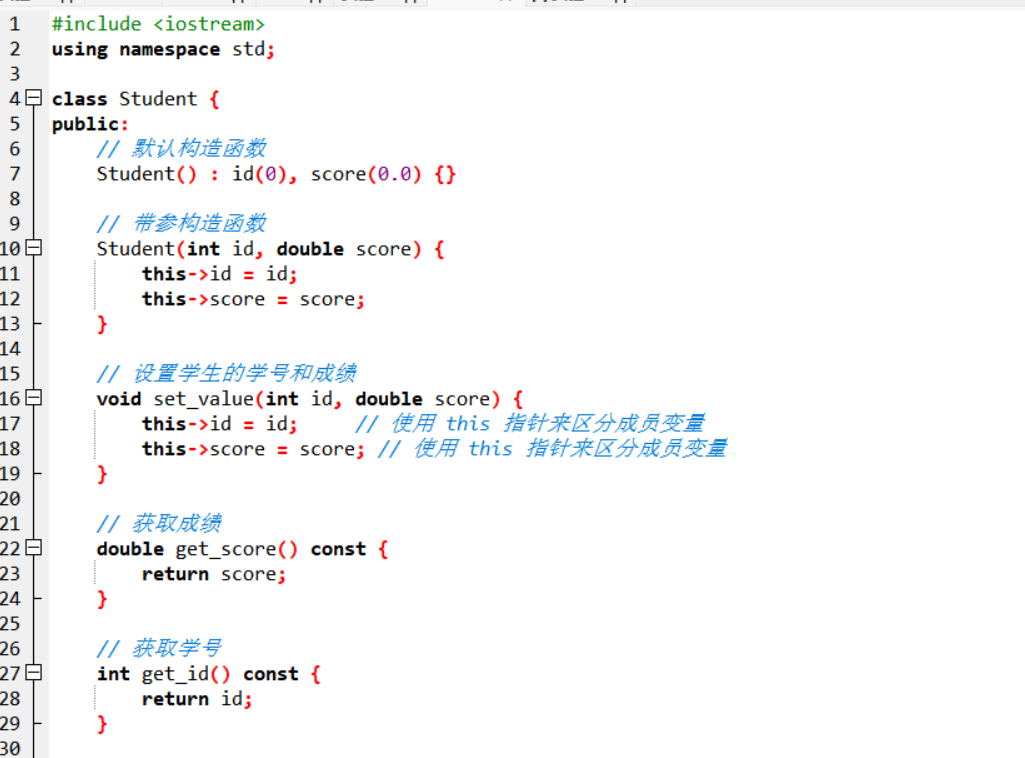 1 #include <iostream>
2 using namespace std;
3
4 class Student {
5 public:
6 // 默认构造函数
7 Student() : id(0), score(0.0) {}
8
9 // 带参构造函数
10 Student(int id, double score) {
11 this->id = id;
12 this->score = score;
13 }
14
15 // 设置学生的学号和成绩
16 void set_value(int id, double score) {
17 this->id = id; // 使用 this 指针来区分成员变量
18 this->score = score; // 使用 this 指针来区分成员变量
19 }
20
21 // 获取成绩
22 double get_score() const {
23 return score;
24 }
25
26 // 获取学号
27 int get_id() const {
28 return id;
29 }
30